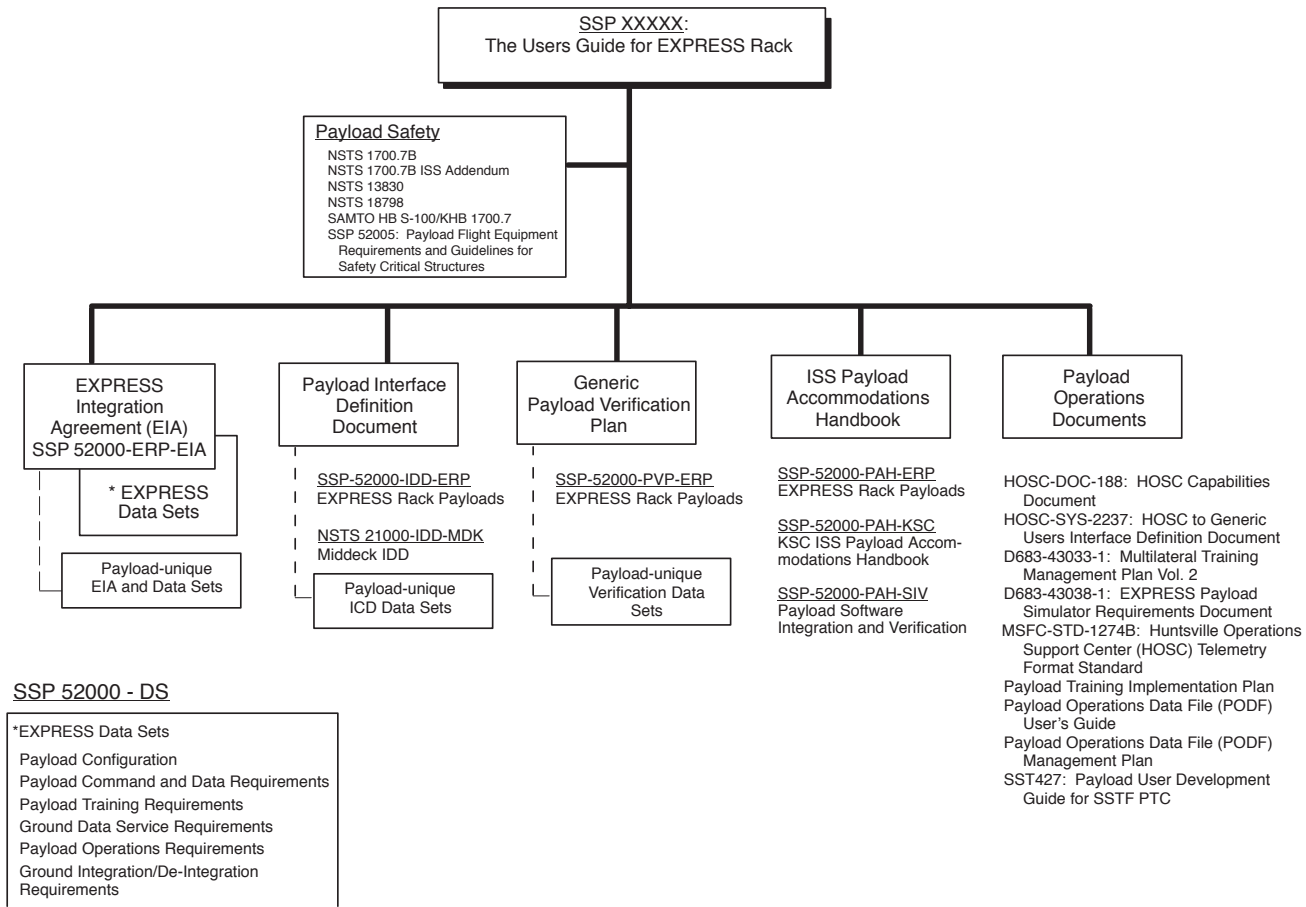 SSP XXXXX:
The Users Guide for EXPRESS Rack
Payload Safety
NSTS 1700.7B
NSTS 1700.7B ISS Addendum
NSTS 13830
NSTS 18798
SAMTO HB S-100/KHB 1700.7
SSP 52005: Payload Flight Equipment
Requirements and Guidelines for
Safety Critical Structures
EXPRESS
Integration
Agreement (EIA)
SSP 52000-ERP-EIA
* EXPRESS
Data Sets
Payload-unique
EIA and Data Sets
Payload Interface
Definition
Document
SSP-52000-IDD-ERP
EXPRESS Rack Payloads
NSTS 21000-IDD-MDK
Middeck IDD
Payload-unique
ICD Data Sets
Generic
Payload Verification
Plan
SSP-52000-PVP-ERP
EXPRESS Rack Payloads
Payload-unique
Verification Data
Sets
ISS Payload
Accommodations
Handbook
SSP-52000-PAH-ERP
EXPRESS Rack Payloads
SSP-52000-PAH-KSC
KSC ISS Payload Accom-
modations Handbook
SSP-52000-PAH-SIV
Payload Software
Integration and Verification
Payload
Operations
Documents
HOSC-DOC-188: HOSC Capabilities
Document
HOSC-SYS-2237: HOSC to Generic
Users Interface Definition Document
D683-43033-1: Multilateral Training
Management Plan Vol. 2
D683-43038-1: EXPRESS Payload
Simulator Requirements Document
MSFC-STD-1274B: Huntsville Operations
Support Center (HOSC) Telemetry
Format Standard
Payload Training Implementation Plan
Payload Operations Data File (PODF)
User's Guide
Payload Operations Data File (PODF)
Management Plan
SST427: Payload User Development
Guide for SSTF PTC
SSP 52000 - DS
*EXPRESS Data Sets
Payload Configuration
Payload Command and Data Requirements
Payload Training Requirements
Ground Data Service Requirements
Payload Operations Requirements
Ground Integration/De-Integration
Requirements